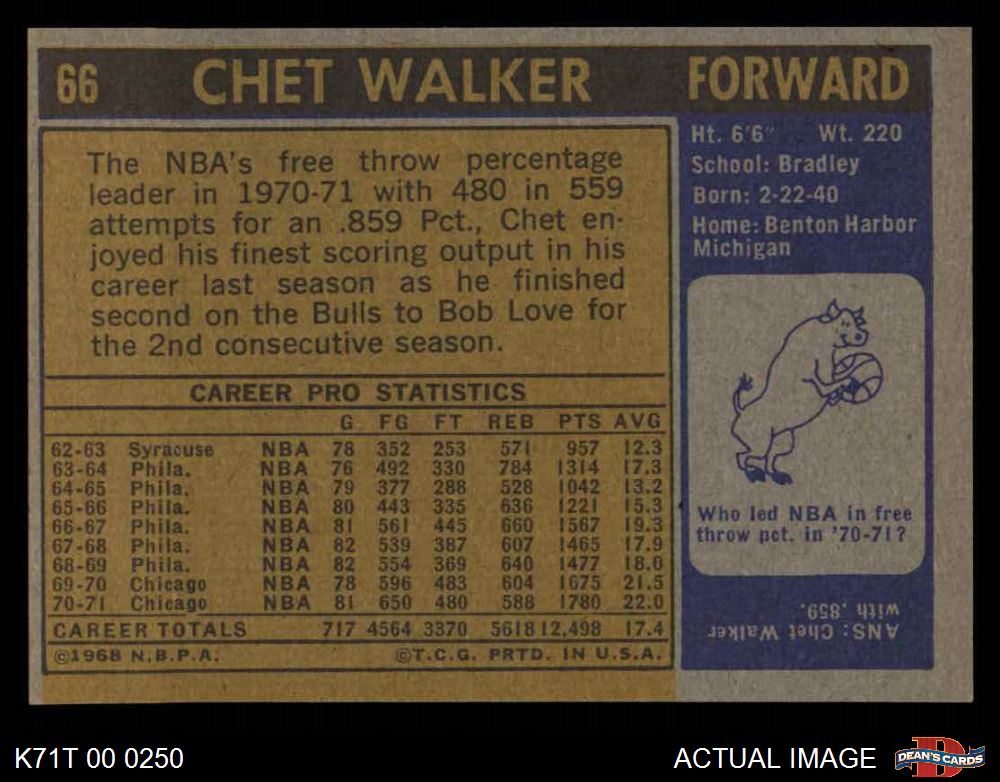 66 CHET WALKER FORWARD
The NBA's free throw percentage
leader in 1970-71 with 480 in 559
attempts for an .859 Pct., Chet en-
joyed his finest scoring output in his
career last season as he finished
second on the Bulls to Bob Love for
the 2nd consecutive season.
CAREER PRO STATISTICS
G FG FT REB PTS AVG
62-63 Syracuse NBA 78 352 253 571 957 12.3
63-64 Phila. NBA 76 492 330 784 1314 17.3
64-65 Phila. NBA 79 377 288 528 1042 13.2
65-66 Phila. NBA 80 443 335 636 1221 15.3
66-67 Phila. NBA 81 561 445 660 1567 19.3
67-68 Phila. NBA 82 539 387 607 1465 17.9
68-69 Phila. NBA 82 554 369 640 1477 18.0
69-70 Chicago NBA 78 596 483 604 1675 21.5
70-71 Chicago NBA 81 650 480 588 1780 22.0
CAREER TOTALS 717 4564 3370 5618 12,498 17.4
©1968 N.B.P.A. ©T.C.G. PRTD. IN U.S.A.
Ht. 6'6" Wt. 220
School: Bradley
Born: 2-22-40
Home: Benton Harbor
Michigan
Who led NBA in free
throw pct. in '70-71?
ANS: Chet Walker
with .859.
K71T 00 0250 ACTUAL IMAGE
D
DEAN'S CARDS